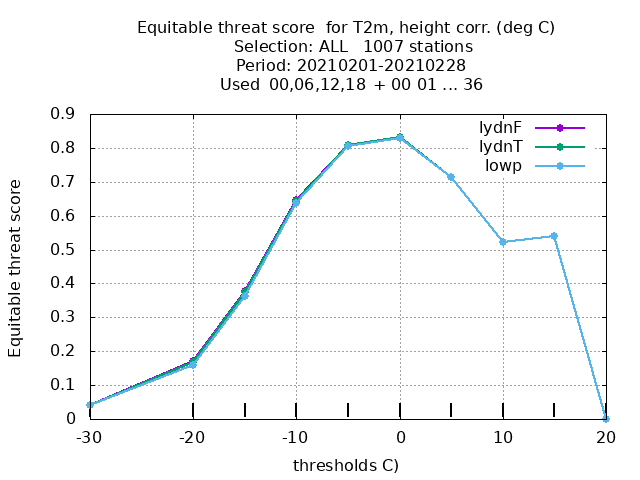 Equitable threat score  for T2m, height corr. (deg C)
Selection: ALL   1007 stations
Period: 20210201-20210228
Used  00,06,12,18  + 00 01 ... 36
lydnF
lydnT
lowp
Equitable threat score
0.9
0.8
0.7
0.6
0.5
0.4
0.3
0.2
0.1
0
-30 -20 -10 0 10 20
thresholds C)